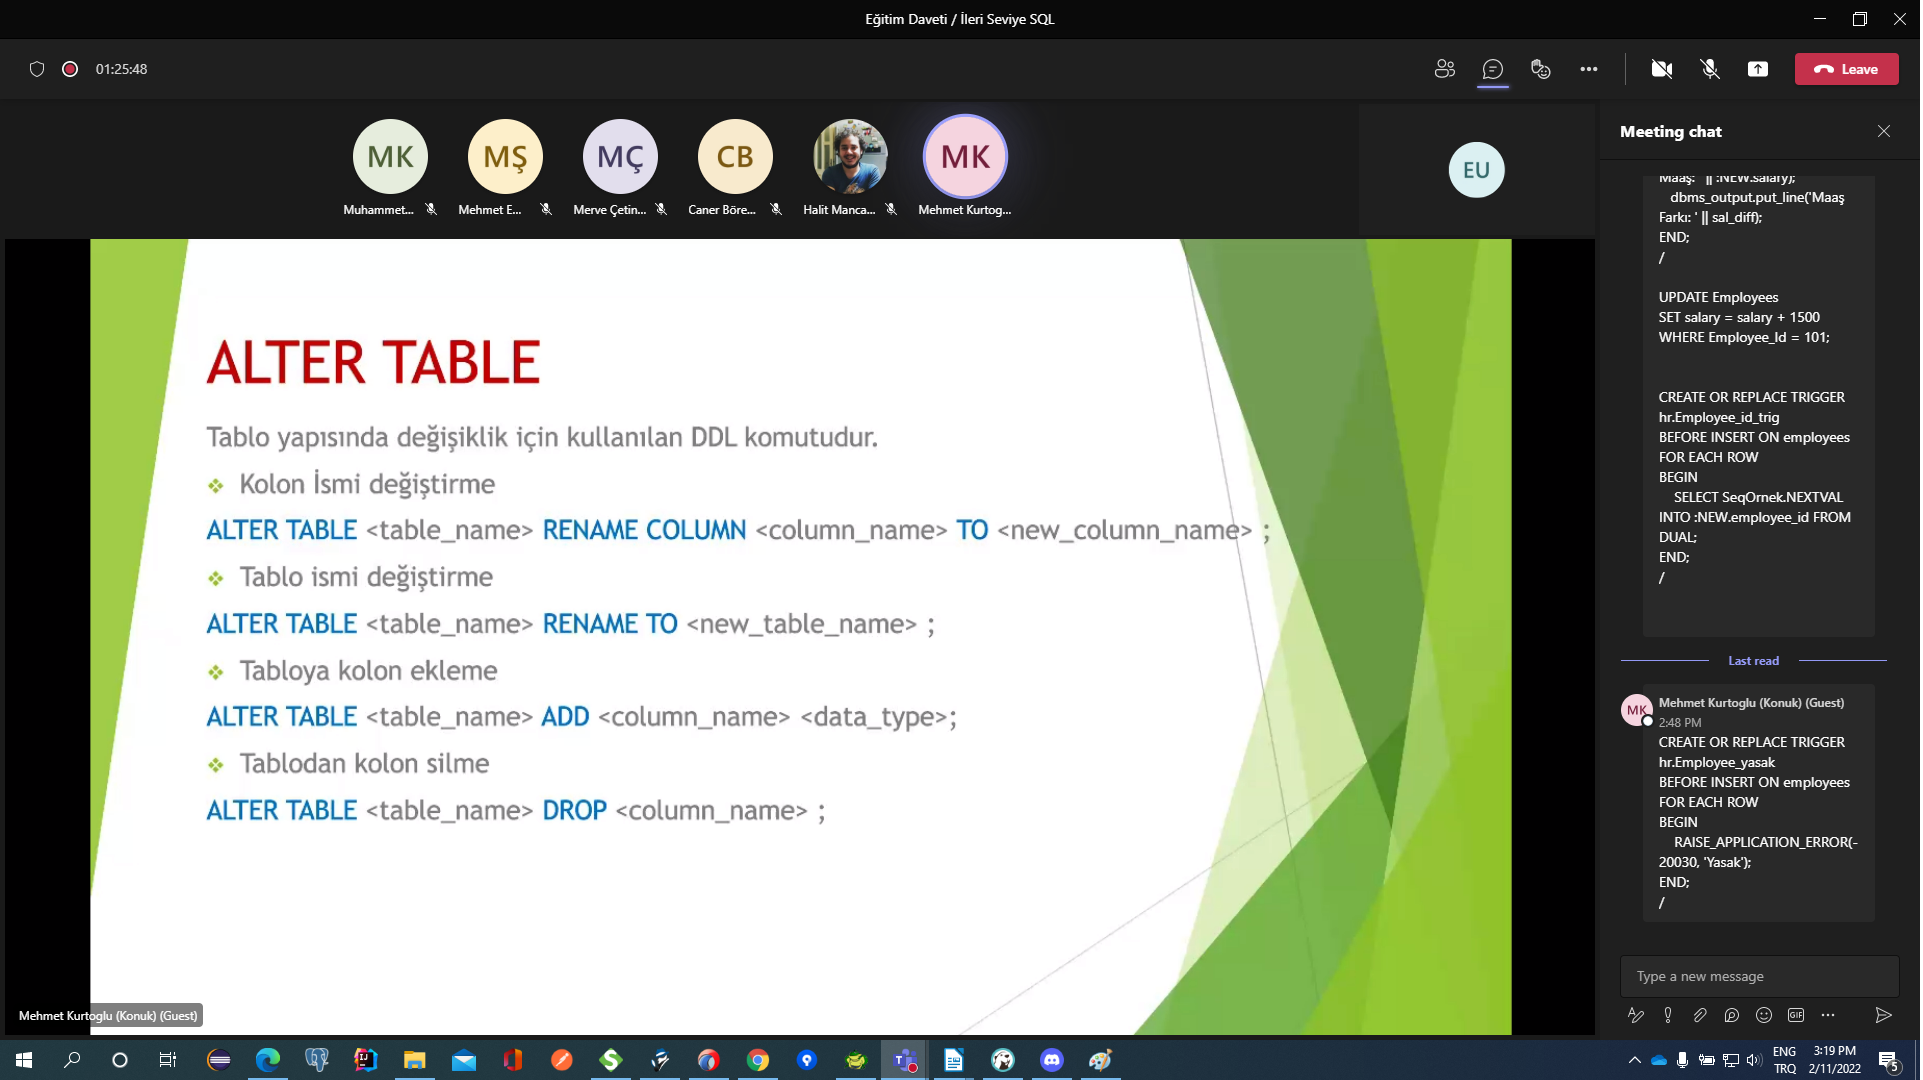 Eğitim Daveti / İleri Seviye SQL
01:25:48
Leave
MK
MŞ
MÇ
CB
MK
EU
Muhammet...
Mehmet E...
Merve Çetin...
Caner Böre...
Halit Manca...
Mehmet Kurtog...
ALTER TABLE
Tablo yapısında değişiklik için kullanılan DDL komutudur.
Kolon İsmi değiştirme
ALTER TABLE <table_name> RENAME COLUMN <column_name> TO <new_column_name> ;
Tablo ismi değiştirme
ALTER TABLE <table_name> RENAME TO <new_table_name> ;
Tabloya kolon ekleme
ALTER TABLE <table_name> ADD <column_name> <data_type>;
Tablodan kolon silme
ALTER TABLE <table_name> DROP <column_name> ;
Mehmet Kurtoglu (Konuk) (Guest)
Meeting chat
Maaş: ' || :NEW.salary);
dbms_output.put_line('Maaş
Farkı: ' || sal_diff);
END;
/
UPDATE Employees
SET salary = salary + 1500
WHERE Employee_Id = 101;
CREATE OR REPLACE TRIGGER
hr.Employee_id_trig
BEFORE INSERT ON employees
FOR EACH ROW
BEGIN
SELECT SeqOrnek.NEXTVAL
INTO :NEW.employee_id FROM
DUAL;
END;
/
Last read
MK
Mehmet Kurtoglu (Konuk) (Guest)
2:48 PM
CREATE OR REPLACE TRIGGER
hr.Employee_yasak
BEFORE INSERT ON employees
FOR EACH ROW
BEGIN
RAISE_APPLICATION_ERROR(-
20030, 'Yasak');
END;
/
Type a new message
GIF
ENG
TRQ
3:19 PM
2/11/2022
5